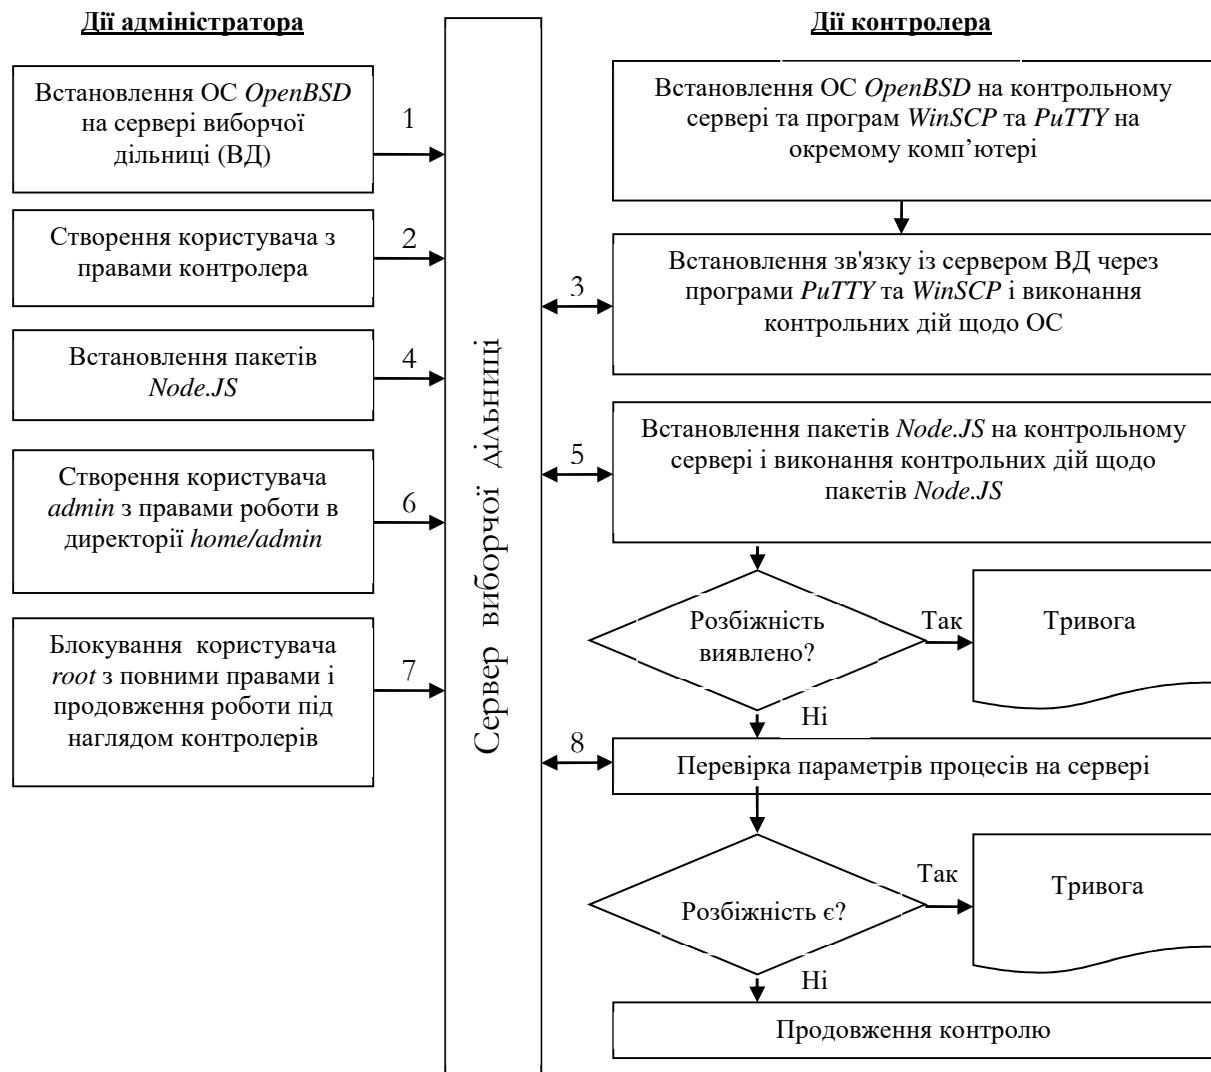 Дії адміністратора
Встановлення ОС OpenBSD
на сервері виборчої
дільниці (ВД)
1
Створення користувача з
правами контролера
2
Встановлення пакетів
Node.JS
4
Створення користувача
admin з правами роботи в
директорії home/admin
6
Блокування користувача
root з повними правами і
продовження роботи під
наглядом контролерів
7
Сервер виборчої дільниці
Дії контролера
Встановлення ОС OpenBSD на контрольному
сервері та програм WinSCP та PuTTY на
окремому комп’ютері
3
Встановлення зв'язку із сервером ВД через
програми PuTTY та WinSCP і виконання
контрольних дій щодо ОС
5
Встановлення пакетів Node.JS на контрольному
сервері і виконання контрольних дій щодо
пакетів Node.JS
Розбіжність
виявлено?
Так
Тривога
Ні
8
Перевірка параметрів процесів на сервері
Розбіжність є?
Так
Тривога
Ні
Продовження контролю